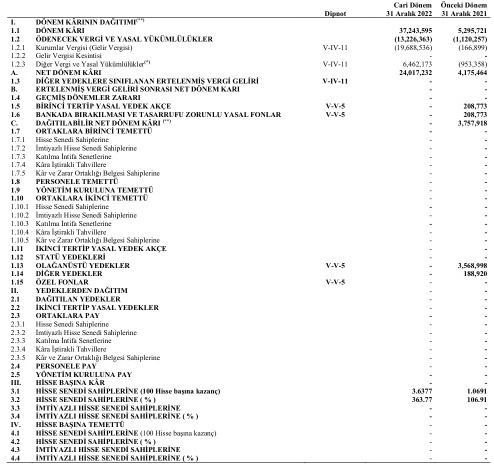 Cari Dönem Önceki Dönem
Dipnot 31 Aralık 2022 31 Aralık 2021
I. DÖNEM KÂRININ DAĞITIMI(**)
1.1 DÖNEM KÂRI 37,243,595 5,295,721
1.2 ÖDENECEK VERGİ VE YASAL YÜKÜMLÜLÜKLER (13,226,363) (1,120,257)
1.2.1 Kurumlar Vergisi (Gelir Vergisi) V-IV-11 (19,688,536) (166,899)
1.2.2 Gelir Vergisi Kesintisi - -
1.2.3 Diğer Vergi ve Yasal Yükümlülükler(*) V-IV-11 6,462,173 (953,358)
A. NET DÖNEM KÂRI 24,017,232 4,175,464
1.3 DİĞER YEDEKLERE SINIFLANAN ERTELENMİŞ VERGİ GELİRİ V-IV-11 - -
B. ERTELENMİŞ VERGİ GELİRİ SONRASI NET DÖNEM KARI - -
1.4 GEÇMİŞ DÖNEMLER ZARARI - -
1.5 BİRİNCİ TERTİP YASAL YEDEK AKÇE V-V-5 - 208,773
1.6 BANKADA BIRAKILMASI VE TASARRUFU ZORUNLU YASAL FONLAR V-V-5 - 208,773
C. DAĞITILABİLİR NET DÖNEM KÂRI (**) - 3,757,918
1.7 ORTAKLARA BİRİNCİ TEMETTÜ - -
1.7.1 Hisse Senedi Sahiplerine - -
1.7.2 İmtiyazlı Hisse Senedi Sahiplerine - -
1.7.3 Katılma İntifa Senetlerine - -
1.7.4 Kâra İştirakli Tahvillere - -
1.7.5 Kâr ve Zarar Ortaklığı Belgesi Sahiplerine - -
1.8 PERSONELE TEMETTÜ - -
1.9 YÖNETİM KURULUNA TEMETTÜ - -
1.10 ORTAKLARA İKİNCİ TEMETTÜ - -
1.10.1 Hisse Senedi Sahiplerine - -
1.10.2 İmtiyazlı Hisse Senedi Sahiplerine - -
1.10.3 Katılma İntifa Senetlerine - -
1.10.4 Kâra İştirakli Tahvillere - -
1.10.5 Kâr ve Zarar Ortaklığı Belgesi Sahiplerine - -
1.11 İKİNCİ TERTİP YASAL YEDEK AKÇE - -
1.12 STATÜ YEDEKLERİ - -
1.13 OLAĞANÜSTÜ YEDEKLER V-V-5 - 3,568,998
1.14 DİĞER YEDEKLER - 188,920
1.15 ÖZEL FONLAR V-V-5 - -
II. YEDEKLERDEN DAĞITIM - -
2.1 DAĞITILAN YEDEKLER - -
2.2 İKİNCİ TERTİP YASAL YEDEKLER - -
2.3 ORTAKLARA PAY - -
2.3.1 Hisse Senedi Sahiplerine - -
2.3.2 İmtiyazlı Hisse Senedi Sahiplerine - -
2.3.3 Katılma İntifa Senetlerine - -
2.3.4 Kâra İştirakli Tahvillere - -
2.3.5 Kâr ve Zarar Ortaklığı Belgesi Sahiplerine - -
2.4 PERSONELE PAY - -
2.5 YÖNETİM KURULUNA PAY - -
III. HİSSE BAŞINA KÂR
3.1 HİSSE SENEDİ SAHİPLERİNE (100 Hisse başına kazanç) 3.6377 1.0691
3.2 HİSSE SENEDİ SAHİPLERİNE ( % ) 363.77 106.91
3.3 İMTİYAZLI HİSSE SENEDİ SAHİPLERİNE - -
3.4 İMTİYAZLI HİSSE SENEDİ SAHİPLERİNE ( % ) - -
IV. HİSSE BAŞINA TEMETTÜ - -
4.1 HİSSE SENEDİ SAHİPLERİNE (100 Hisse başına kazanç) - -
4.2 HİSSE SENEDİ SAHİPLERİNE ( % ) - -
4.3 İMTİYAZLI HİSSE SENEDİ SAHİPLERİNE - -
4.4 İMTİYAZLI HİSSE SENEDİ SAHİPLERİNE ( % ) - -